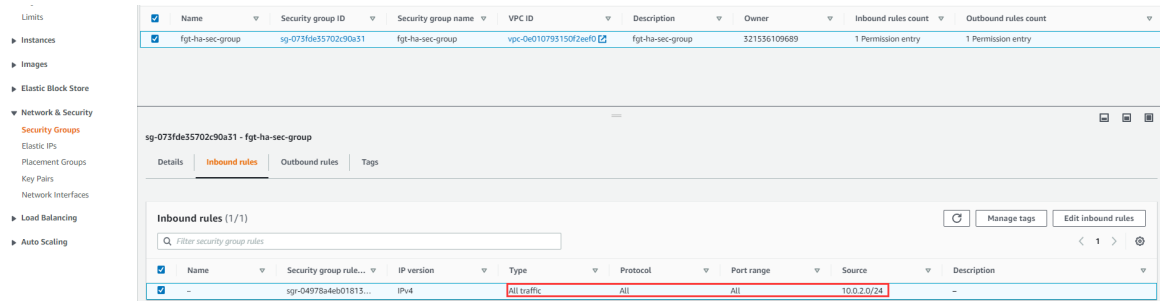 Limits
Instances
Images
Elastic Block Store
Network & Security
Security Groups
Elastic IPs
Placement Groups
Key Pairs
Network Interfaces
Load Balancing
Auto Scaling
Name Security group ID Security group name VPC ID Description Owner Inbound rules count Outbound rules count
fgt-ha-sec-group sg-073fde35702c90a31 fgt-ha-sec-group vpc-0e010793150f2eef0 fgt-ha-sec-group 321536109689 1 Permission entry 1 Permission entry
sg-073fde35702c90a31 - fgt-ha-sec-group
Details Inbound rules Outbound rules Tags
Inbound rules (1/1) Manage tags Edit inbound rules
Filter security group rules 1
Name Security group rule... IP version Type Protocol Port range Source Description
– sgr-04978a4eb01813... IPv4 All traffic All All 10.0.2.0/24 –